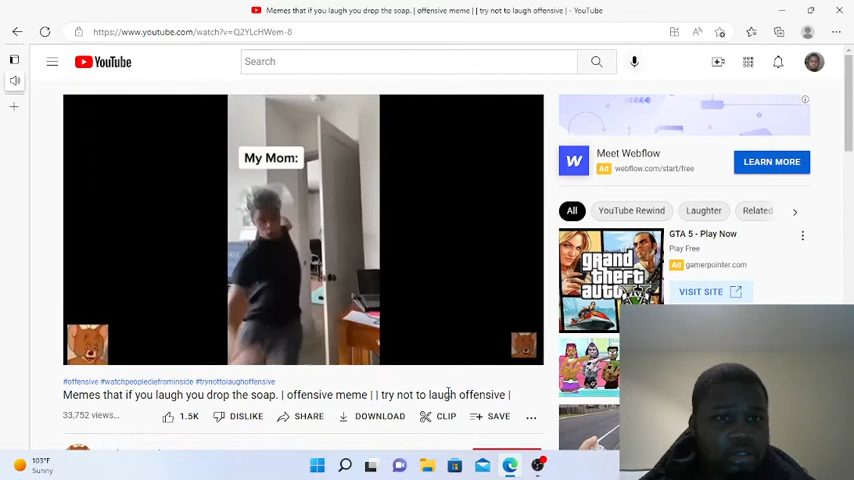 Memes that if you laugh you drop the soap. | offensive meme | | try not to laugh offensive | - YouTube
https://www.youtube.com/watch?v=Q2YLcHWem-8
YouTube
Search
My Mom:
W
Meet Webflow
Ad webflow.com/start/free
LEARN MORE
All
YouTube Rewind
Laughter
Related
grand
theft
auto
V
GTA 5 - Play Now
Play Free
Ad gamerpointer.com
VISIT SITE
#offensive #watchpeoplediefrominside #trynottolaughoffensive
Memes that if you laugh you drop the soap. | offensive meme | | try not to laugh offensive |
33,752 views...
1.5K
DISLIKE
SHARE
DOWNLOAD
CLIP
SAVE
103°F
Sunny